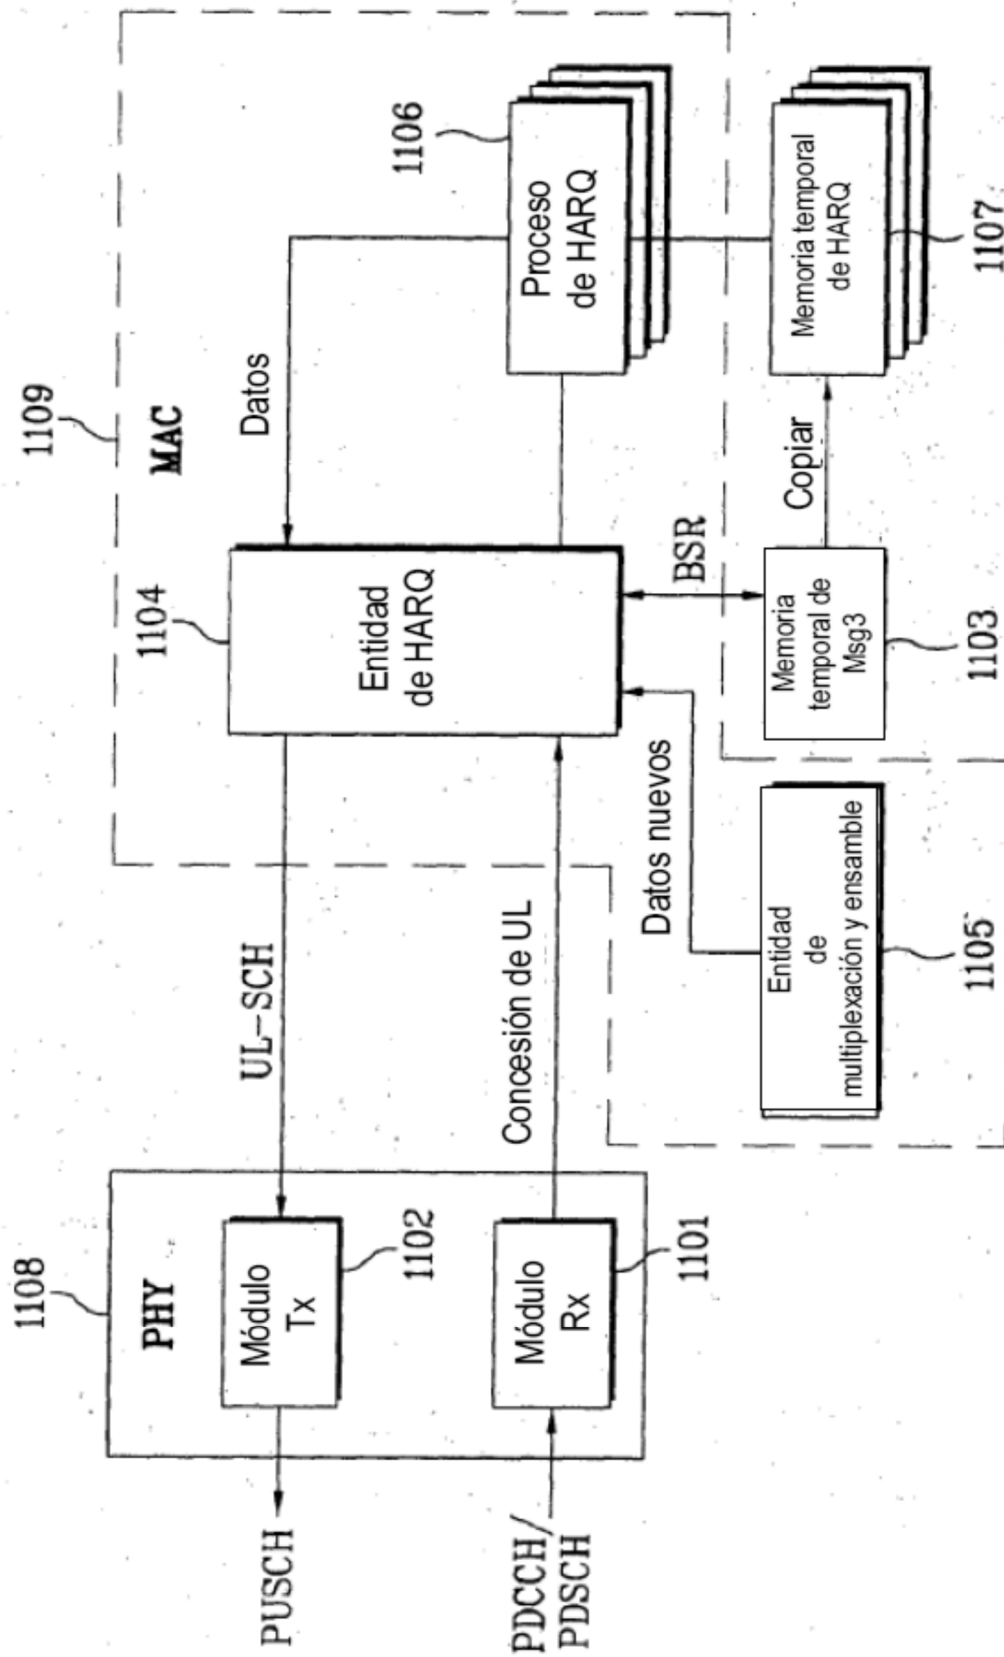 1108
PHY
Módulo
Tx
1102
Módulo
Rx
1101
PUSCH
PDCCH/
PDSCH
UL-SCH
Concesión de UL
1109
MAC
1104
Entidad
de HARQ
Datos
1106
Proceso
de HARQ
Datos nuevos
BSR
Entidad
de
multiplexación y ensamble
1105
Memoria
temporal de
Msg3
1103
Copiar
Memoria temporal
de HARQ
1107